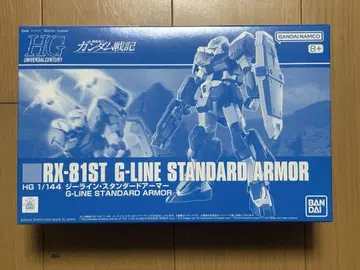 HG
UNIVERSAL CENTURY
ガンダム戦記
BANDAI NAMCO
8+
RX-81ST G-LINE STANDARD ARMOR
HG 1/144 ジーライン・スタンダードアーマー
G-LINE STANDARD ARMOR
BAN
DAI